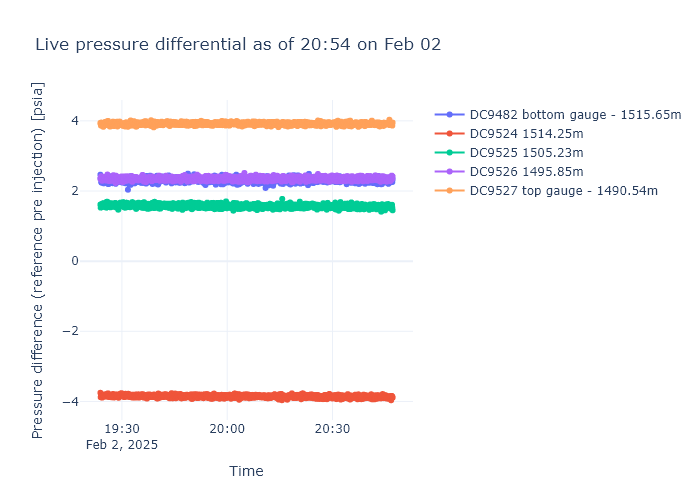 Live pressure differential as of 20:54 on Feb 02
Pressure difference (reference pre injection) [psia]
4
2
0
−2
−4
19:30
20:00
20:30
Feb 2, 2025
Time
DC9482 bottom gauge - 1515.65m
DC9524 1514.25m
DC9525 1505.23m
DC9526 1495.85m
DC9527 top gauge - 1490.54m